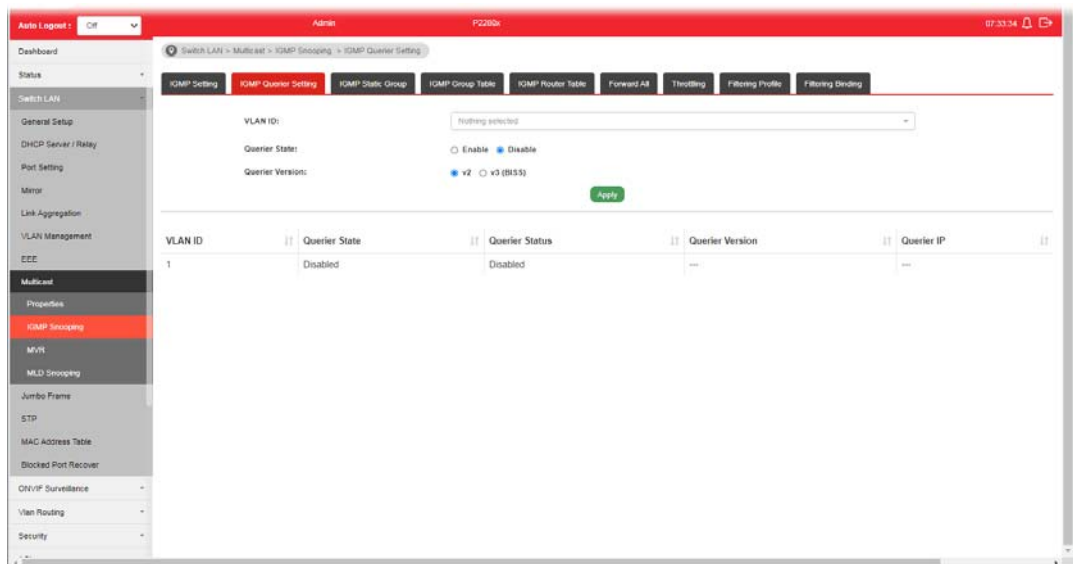 Auto Logout : Off Admin P2280x 07:33:34
Dashboard
Status
Switch LAN
General Setup
DHCP Server / Relay
Port Setting
Mirror
Link Aggregation
VLAN Management
EEE
Multicast
Properties
IGMP Snooping
MVR
MLD Snooping
Jumbo Frame
STP
MAC Address Table
Blocked Port Recover
ONVIF Surveillance
Vlan Routing
Security
Switch LAN > Multicast > IGMP Snooping > IGMP Querier Setting
IGMP Setting IGMP Querier Setting IGMP Static Group IGMP Group Table IGMP Router Table Forward All Throttling Filtering Profile Filtering Binding
VLAN ID: Nothing selected
Querier State: Enable Disable
Querier Version: v2 v3 (BISS)
Apply
VLAN ID Querier State Querier Status Querier Version Querier IP
1 Disabled Disabled --- ---